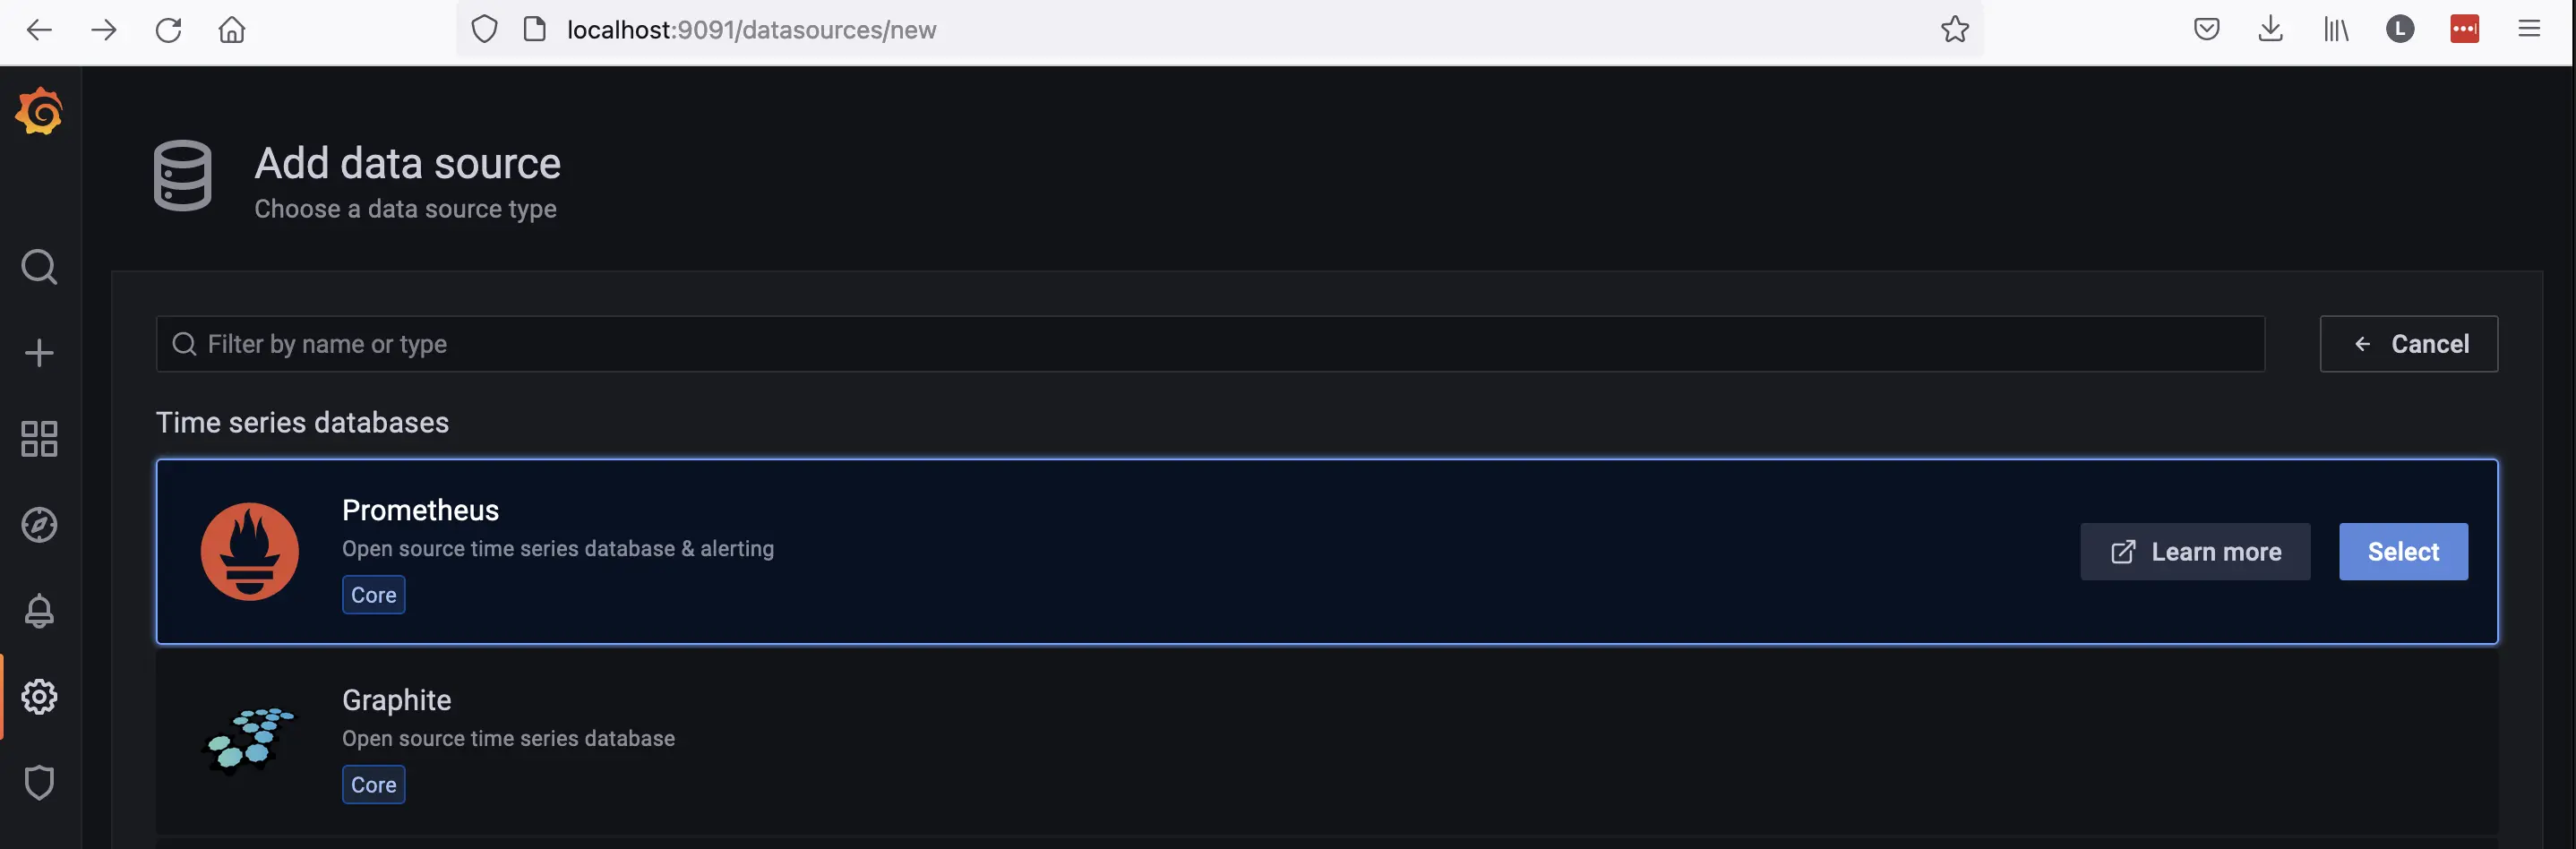 localhost:9091/datasources/new
L
Add data source
Choose a data source type
Filter by name or type
Cancel
Time series databases
Prometheus
Open source time series database & alerting
Core
Learn more
Select
Graphite
Open source time series database
Core